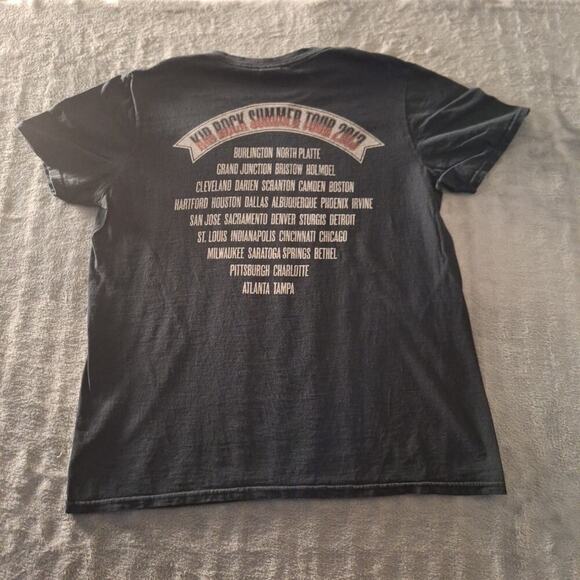 KID ROCK SUMMER TOUR 2013
BURLINGTON NORTH PLATTE
GRAND JUNCTION BRISTOW HOLMDEL
CLEVELAND DARIEN SCRANTON CAMDEN BOSTON
HARTFORD HOUSTON DALLAS ALBUQUERQUE PHOENIX IRVINE
SAN JOSE SACRAMENTO DENVER STURGIS DETROIT
ST. LOUIS INDIANAPOLIS CINCINNATI CHICAGO
MILWAUKEE SARATOGA SPRINGS BETHEL
PITTSBURGH CHARLOTTE
ATLANTA TAMPA